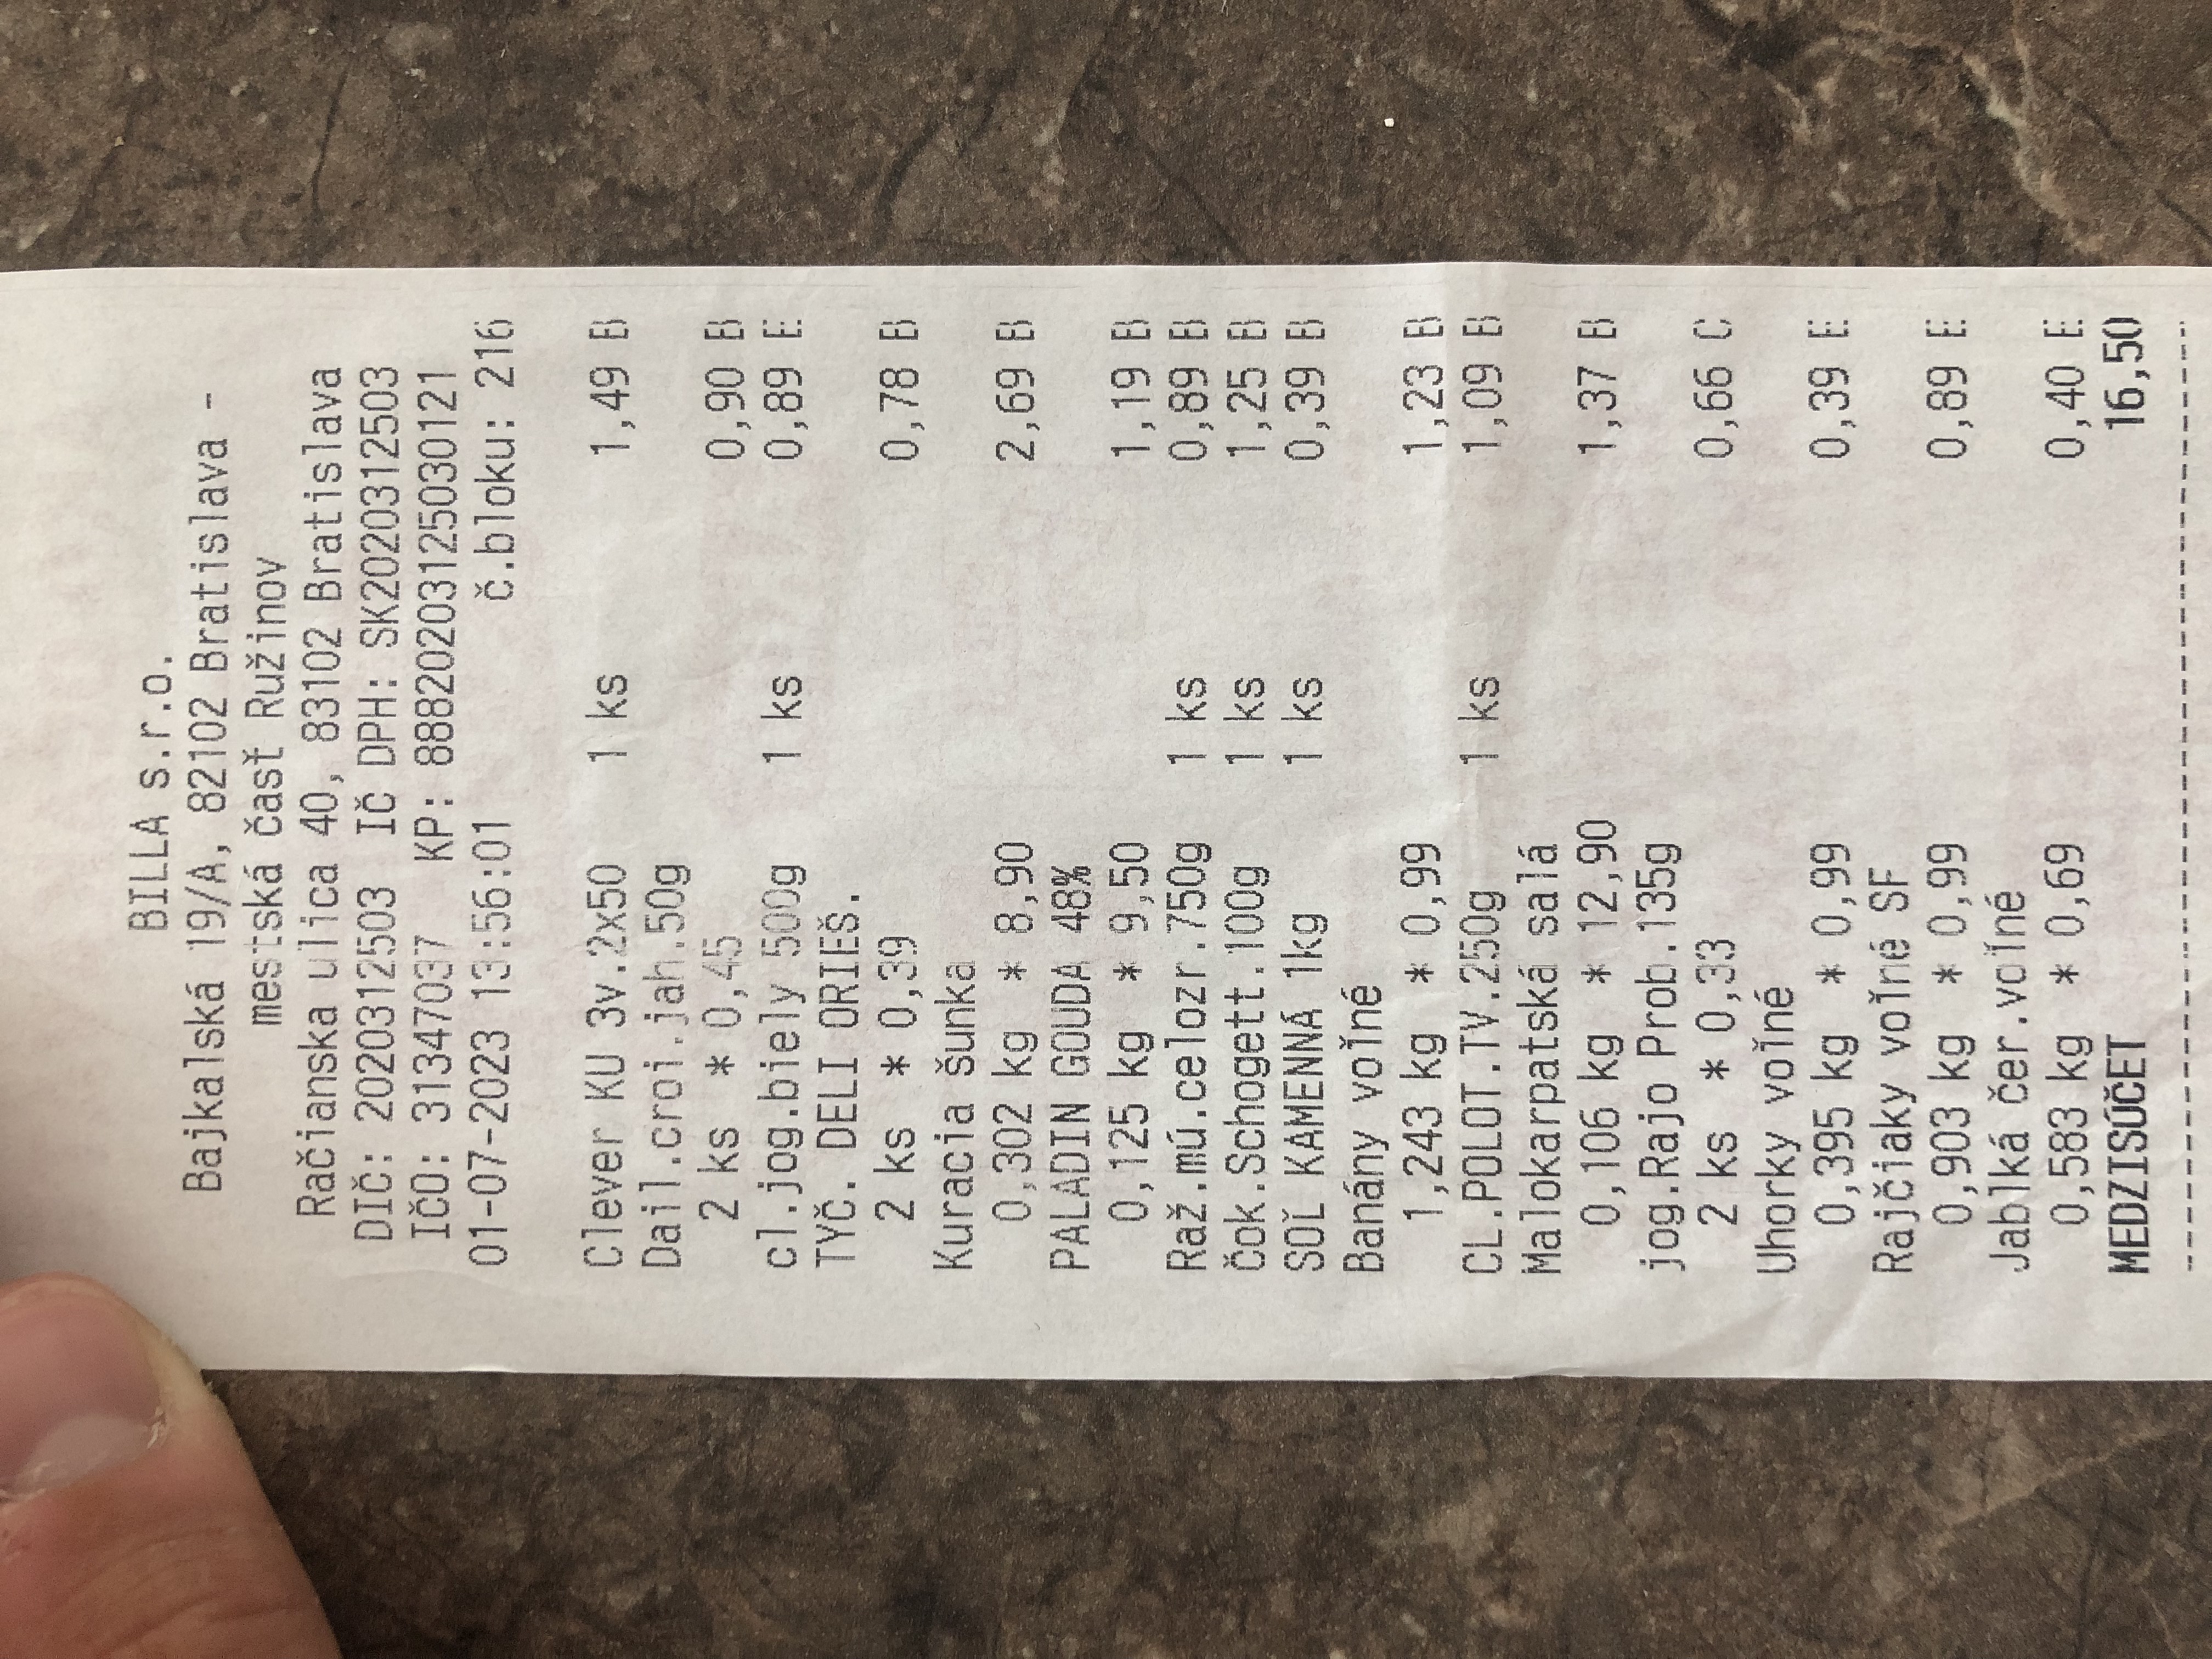 BILLA s.r.o.
Bajkalská 19/A, 82102 Bratislava -
mestská časť Ružinov
Račianska ulica 40, 83102 Bratislava
DIČ: 2020312503 IČ DPH: SK2020312503
IČO: 31347037 KP: 88820203125030121
01-07-2023 13:56:01 č.bloku: 216
Clever KU 3v.2x50 1 ks 1,49 B
Dail.croi.jah.50g
2 ks * 0,45 0,90 B
cl.jog.biely 500g 1 ks 0,89 E
TYČ. DELI ORIEŠ.
2 ks * 0,39 0,78 B
Kuracia šunka
0,302 kg * 8,90 2,69 B
PALADIN GOUDA 48%
0,125 kg * 9,50 1,19 B
Raž.mú.celozr.750g 1 ks 0,89 B
čok.Schogett.100g 1 ks 1,25 B
SOĽ KAMENNÁ 1kg 1 ks 0,39 B
Banány voľné
1,243 kg * 0,99 1,23 B
CL.POLOT.TV.250g 1 ks 1,09 B
Malokarpatská salá
0,106 kg * 12,90 1,37 B
jog.Rajo Prob.135g
2 ks * 0,33 0,66 C
Uhorky voľné
0,395 kg * 0,99 0,39 E
Rajčiaky voľné SF
0,903 kg * 0,99 0,89 E
Jablká čer.voľné
0,583 kg * 0,69 0,40 E
MEDZISÚČET 16,50